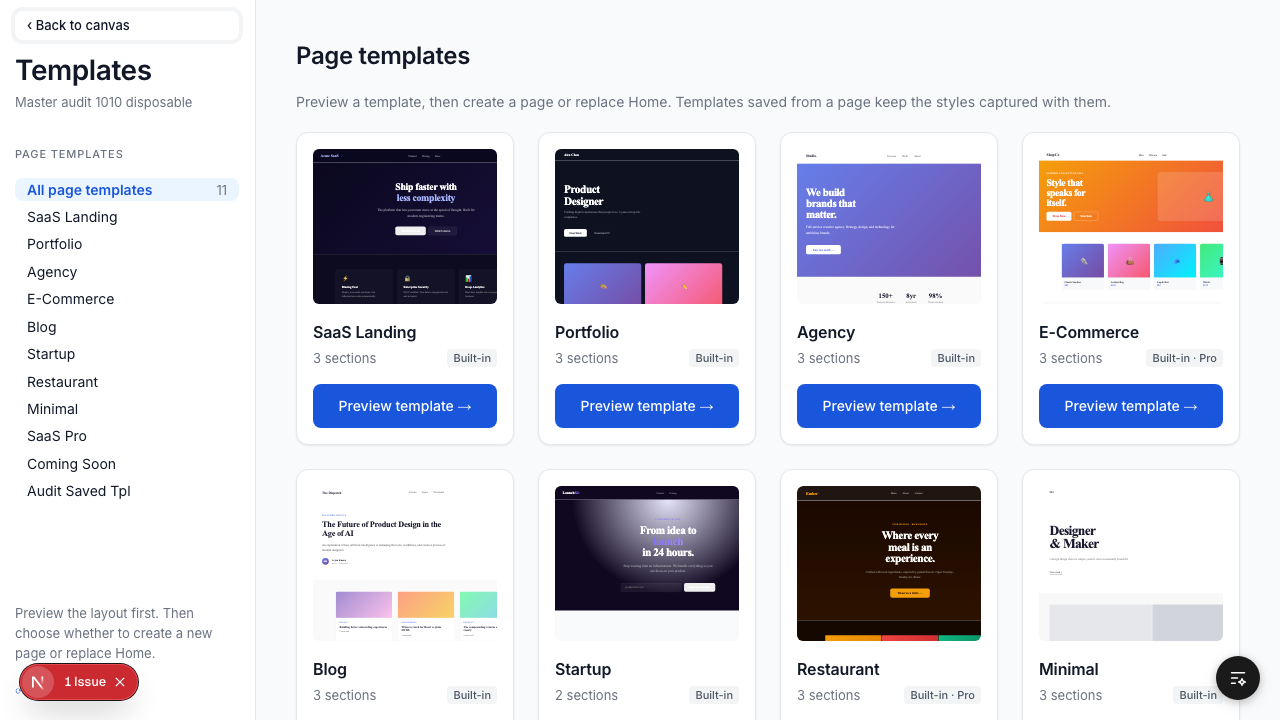 ‹ Back to canvas
Templates
Master audit 1010 disposable
PAGE TEMPLATES
All page templates 11
SaaS Landing
Portfolio
Agency
E-Commerce
Blog
Startup
Restaurant
Minimal
SaaS Pro
Coming Soon
Audit Saved Tpl
Preview the layout first. Then
choose whether to create a new
page or replace Home.
1 Issue
Page templates
Preview a template, then create a page or replace Home. Templates saved from a page keep the styles captured with them.
Ship faster with
less complexity
SaaS Landing
3 sections Built-in
Preview template →
Product
Designer
Portfolio
3 sections Built-in
Preview template →
We build
brands that
matter.
150+ 8yr 98%
Agency
3 sections Built-in
Preview template →
Style that
speaks for
itself.
E-Commerce
3 sections Built-in · Pro
Preview template →
The Future of Product Design in the
Age of AI
Blog
3 sections Built-in
From idea to
Launch
in 24 hours.
Startup
2 sections Built-in
Ember
Where every
meal is an
experience.
Restaurant
3 sections Built-in · Pro
Designer
& Maker
Minimal
3 sections Built-in